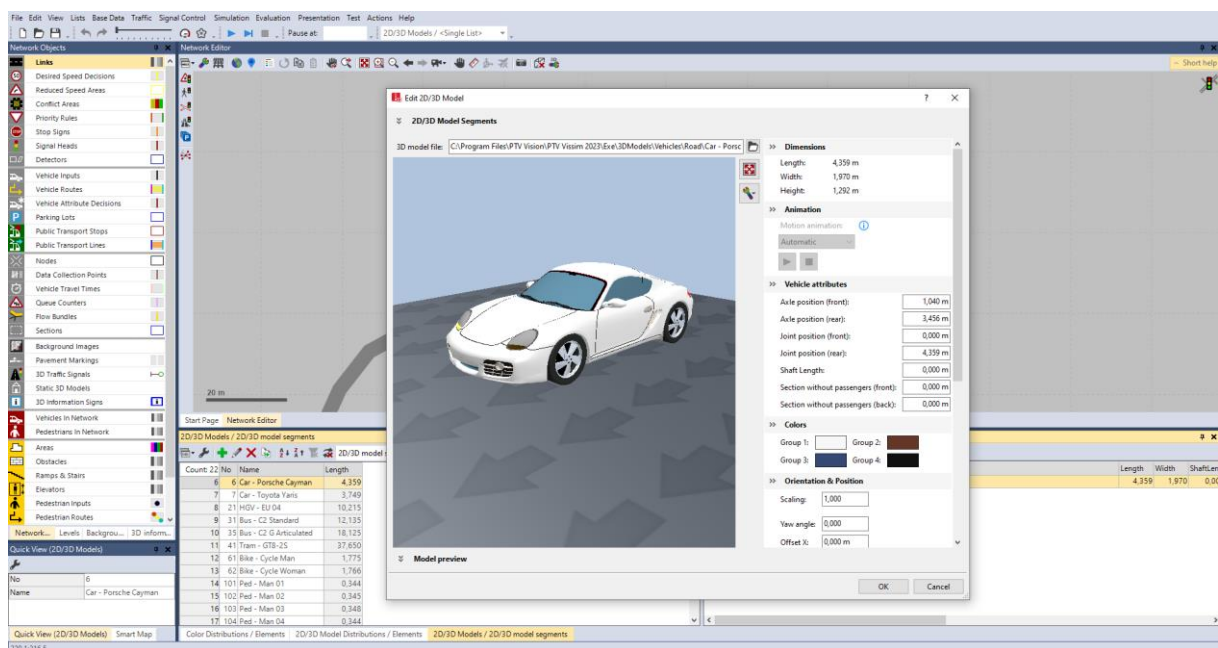 File Edit View Lists Base Data Traffic Signal Control Simulation Evaluation Presentation Test Actions Help
Pause at: 2D/3D Models / <Single List>
Network Objects
Links
Desired Speed Decisions
Reduced Speed Areas
Conflict Areas
Priority Rules
Stop Signs
Signal Heads
Detectors
Vehicle Inputs
Vehicle Routes
Vehicle Attribute Decisions
Parking Lots
Public Transport Stops
Public Transport Lines
Nodes
Data Collection Points
Vehicle Travel Times
Queue Counters
Flow Bundles
Sections
Background Images
Pavement Markings
3D Traffic Signals
Static 3D Models
3D Information Signs
Vehicles In Network
Pedestrians In Network
Areas
Obstacles
Ramps & Stairs
Elevators
Pedestrian Inputs
Pedestrian Routes
Network... Levels Backgrou... 3D inform...
Quick View (2D/3D Models)
No 6
Name Car - Porsche Cayman
Quick View (2D/3D Models) Smart Map
Network Editor
Short help
20 m
Start Page Network Editor
2D/3D Models / 2D/3D model segments
2D/3D model
Count: 22 No Name Length
6 6 Car - Porsche Cayman 4,359
7 7 Car - Toyota Yaris 3,749
8 21 HGV - EU 04 10,215
9 31 Bus - C2 Standard 12,135
10 35 Bus - C2 G Articulated 18,125
11 41 Tram - GT8-2S 37,650
12 61 Bike - Cycle Man 1,775
13 62 Bike - Cycle Woman 1,766
14 101 Ped - Man 01 0,344
15 102 Ped - Man 02 0,345
16 103 Ped - Man 03 0,348
17 104 Ped - Man 04 0,344
Color Distributions / Elements 2D/3D Model Distributions / Elements 2D/3D Models / 2D/3D model segments
Length Width ShaftLen
4,359 1,970 0,00
Edit 2D/3D Model
2D/3D Model Segments
3D model file: C:\Program Files\PTV Vision\PTV Vissim 2023\Exe\3DModels\Vehicles\Road\Car - Porsc
Dimensions
Length: 4,359 m
Width: 1,970 m
Height: 1,292 m
Animation
Motion animation:
Automatic
Vehicle attributes
Axle position (front): 1,040 m
Axle position (rear): 3,456 m
Joint position (front): 0,000 m
Joint position (rear): 4,359 m
Shaft Length: 0,000 m
Section without passengers (front): 0,000 m
Section without passengers (back): 0,000 m
Colors
Group 1: Group 2:
Group 3: Group 4:
Orientation & Position
Scaling: 1,000
Yaw angle: 0,000
Offset X: 0,000 m
Model preview
OK Cancel